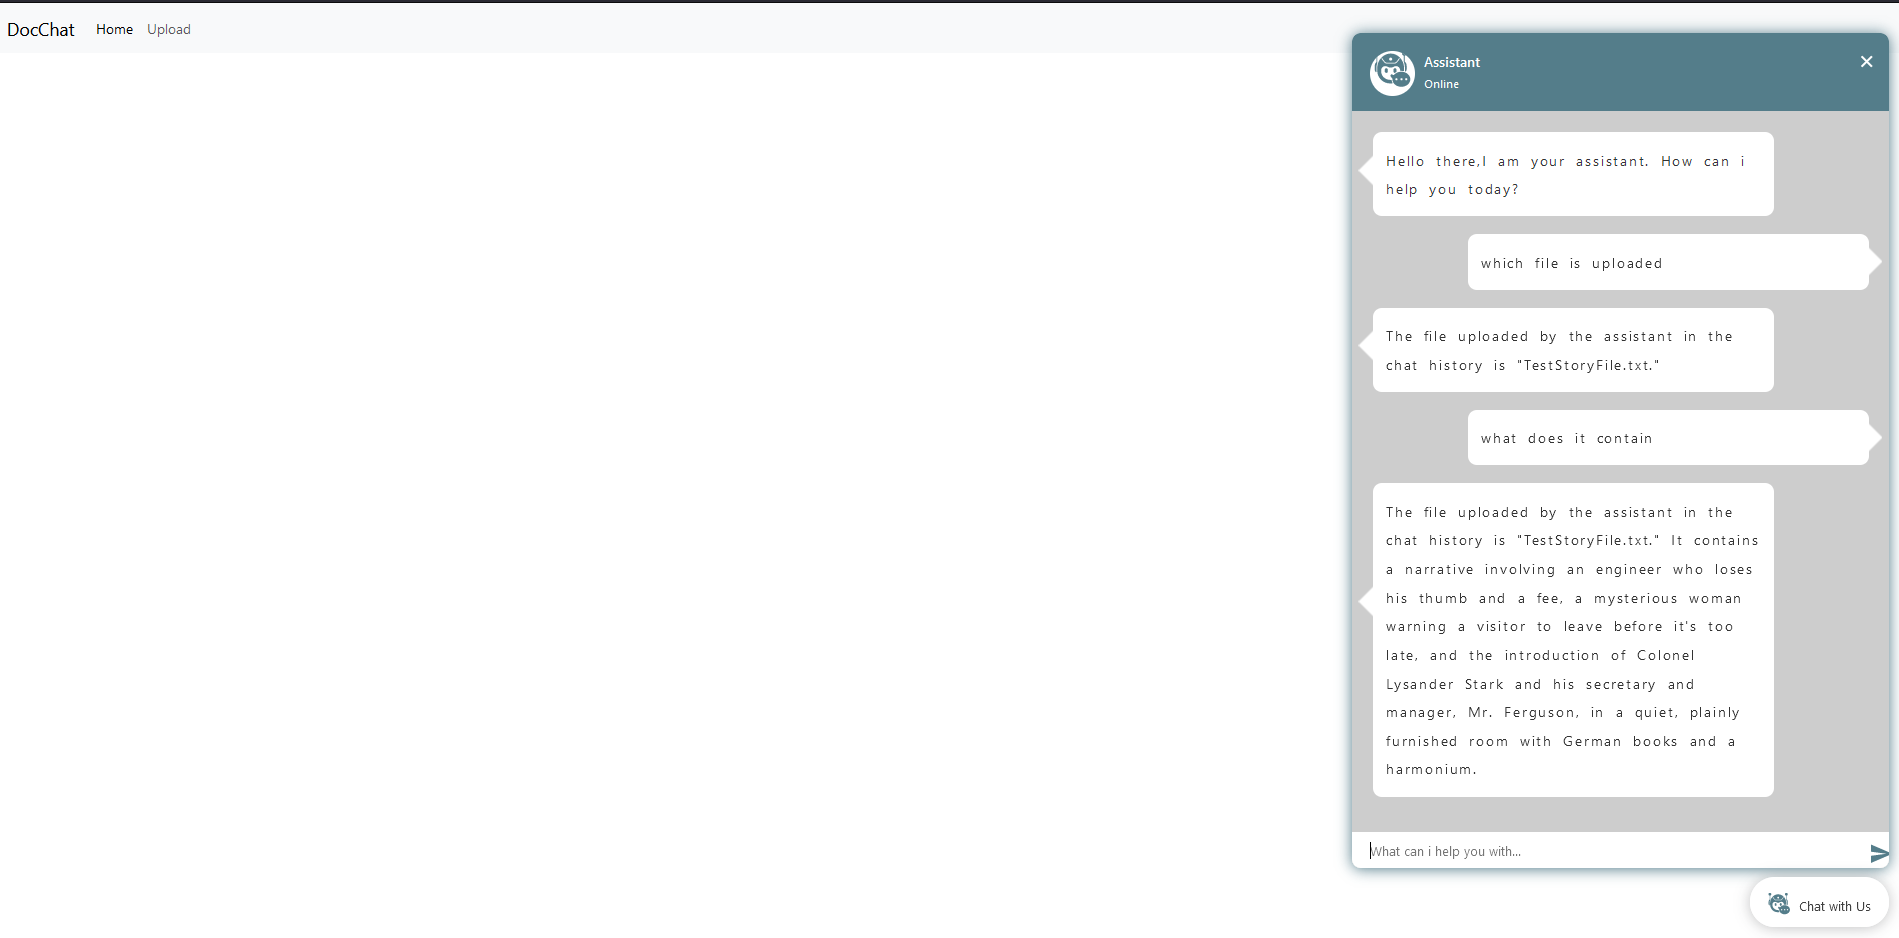 DocChat Home Upload
Assistant
Online
Hello there,I am your assistant. How can i
help you today?
which file is uploaded
The file uploaded by the assistant in the
chat history is "TestStoryFile.txt."
what does it contain
The file uploaded by the assistant in the
chat history is "TestStoryFile.txt." It contains
a narrative involving an engineer who loses
his thumb and a fee, a mysterious woman
warning a visitor to leave before it's too
late, and the introduction of Colonel
Lysander Stark and his secretary and
manager, Mr. Ferguson, in a quiet, plainly
furnished room with German books and a
harmonium.
What can i help you with...
Chat with Us